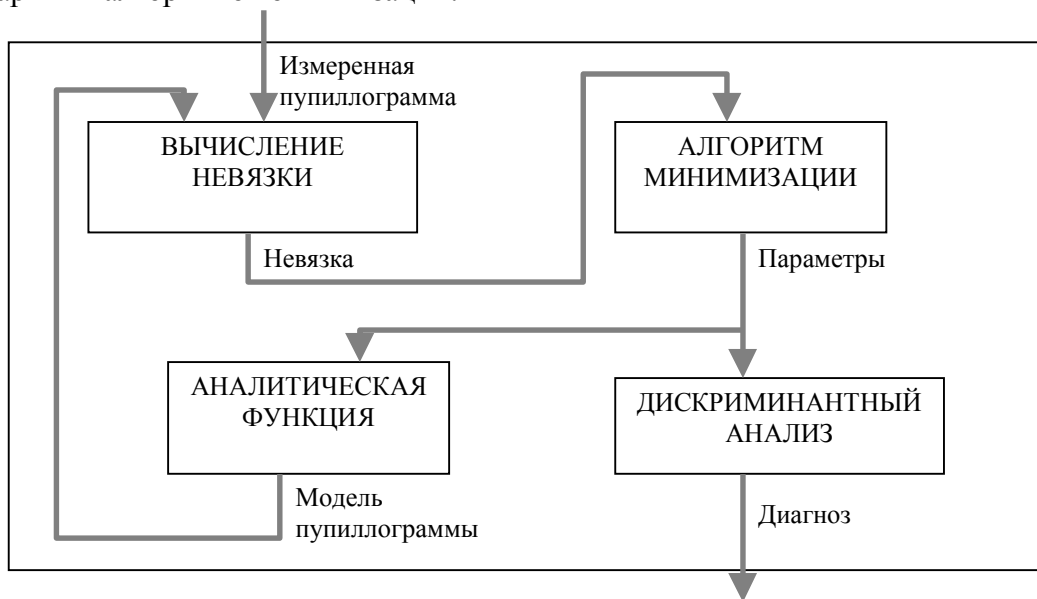 Измеренная
пупиллограмма
ВЫЧИСЛЕНИЕ
НЕВЯЗКИ
АЛГОРИТМ
МИНИМИЗАЦИИ
Невязка
Параметры
АНАЛИТИЧЕСКАЯ
ФУНКЦИЯ
ДИСКРИМИНАНТНЫЙ
АНАЛИЗ
Модель
пупиллограммы
Диагноз